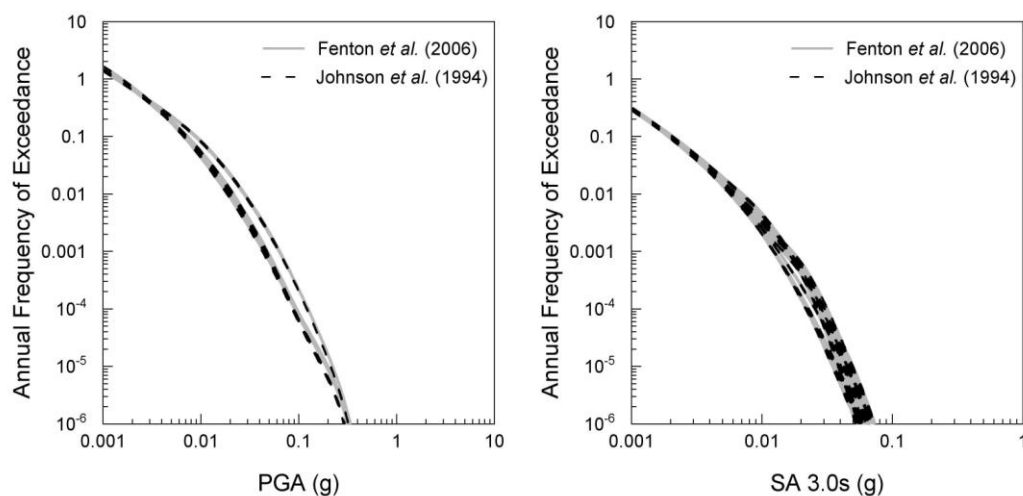 10
1
0.1
0.01
0.001
10-4
10-5
10-6
Annual Frequency of Exceedance
Fenton et al. (2006)
Johnson et al. (1994)
0.001 0.01 0.1 1 10
PGA (g)
10
1
0.1
0.01
0.001
10-4
10-5
10-6
Annual Frequency of Exceedance
Fenton et al. (2006)
Johnson et al. (1994)
0.001 0.01 0.1 1
SA 3.0s (g)